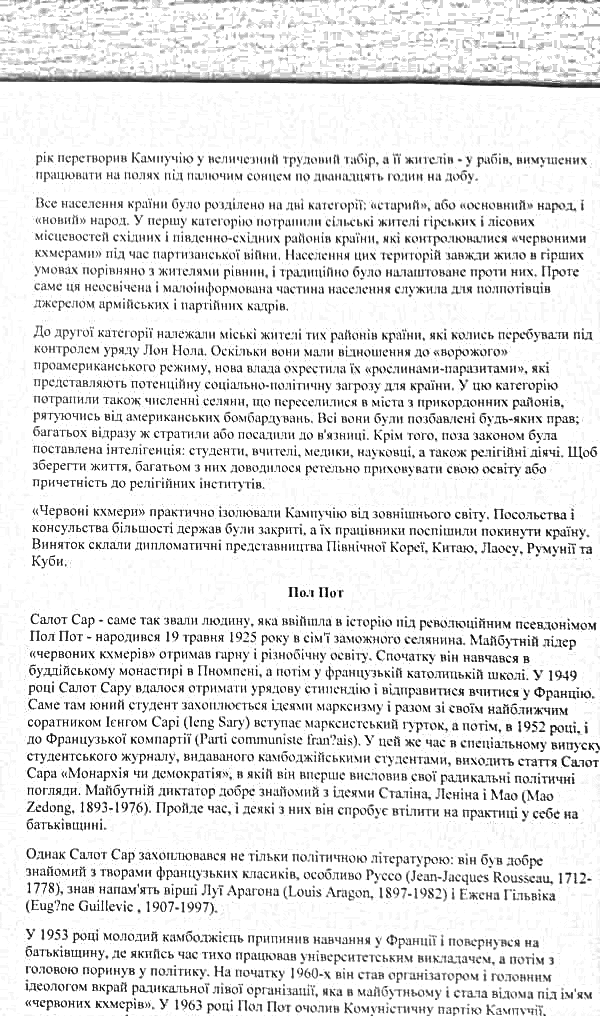 рік перетворив Кампучію у величезний трудовий табір, а її жителів - у рабів, вимушених
працювати на полях під палючим сонцем по дванадцять годин на добу.
Все населення країни було розділено на дві категорії: «старий», або «основний» народ, і
«новий» народ. У першу категорію потрапили сільські жителі гірських і лісових
місцевостей східних і південно-східних районів країни, які контролювалися «червоними
кхмерами» під час партизанської війни. Населення цих територій завжди жило в гірших
умовах порівняно з жителями рівнин, і традиційно було налаштоване проти них. Проте
саме ця неосвічена і малоінформована частина населення служила для полпотівців
джерелом армійських і партійних кадрів.
До другої категорії належали міські жителі тих районів країни, які колись перебували під
контролем уряду Лон Нола. Оскільки вони мали відношення до «ворожого»
проамериканського режиму, нова влада охрестила їх «рослинами-паразитами», які
представляють потенційну соціально-політичну загрозу для країни. У цю категорію
потрапили також численні селяни, що переселилися в міста з прикордонних районів,
рятуючись від американських бомбардувань. Всі вони були позбавлені будь-яких прав;
багатьох відразу ж стратили або посадили до в'язниці. Крім того, поза законом була
поставлена інтелігенція: студенти, вчителі, медики, науковці, а також релігійні діячі. Щоб
зберегти життя, багатьом з них доводилося ретельно приховувати свою освіту або
причетність до релігійних інститутів.
«Червоні кхмери» практично ізолювали Кампучію від зовнішнього світу. Посольства і
консульства більшості держав були закриті, а їх працівники поспішили покинути країну.
Виняток склали дипломатичні представництва Північної Кореї, Китаю, Лаосу, Румунії та
Куби.
Пол Пот
Салот Сар - саме так звали людину, яка ввійшла в історію під революційним псевдонімом
Пол Пот - народився 19 травня 1925 року в сім'ї заможного селянина. Майбутній лідер
«червоних кхмерів» отримав гарну і різнобічну освіту. Спочатку він навчався в
буддійському монастирі в Пномпені, а потім у французькій католицькій школі. У 1949
році Салот Сару вдалося отримати урядову стипендію і відправитися вчитися у Францію.
Саме там юний студент захоплюється ідеями марксизму і разом зі своїм найближчим
соратником Ієнгом Сарі (Ieng Sary) вступає марксистський гурток, а потім, в 1952 році, і
до Французької компартії (Parti communiste fran?ais). У цей же час в спеціальному випуску
студентського журналу, видаваного камбоджійськими студентами, виходить стаття Салот
Сара «Монархія чи демократія», в якій він вперше висловив свої радикальні політичні
погляди. Майбутній диктатор добре знайомий з ідеями Сталіна, Леніна і Мао (Mao
Zedong, 1893-1976). Пройде час, і деякі з них він спробує втілити на практиці у себе на
батьківщині.
Однак Салот Сар захоплювався не тільки політичною літературою: він був добре
знайомий з творами французьких класиків, особливо Руссо (Jean-Jacques Rousseau, 1712-
1778), знав напам'ять вірші Луї Арагона (Louis Aragon, 1897-1982) і Ежена Гільвіка
(Eug?ne Guillevic , 1907-1997).
У 1953 році молодий камбоджієць припинив навчання у Франції і повернувся на
батьківщину, де якийсь час тихо працював університетським викладачем, а потім з
головою поринув у політику. На початку 1960-х він став організатором і головним
ідеологом вкрай радикальної лівої організації, яка в майбутньому і стала відома під ім'ям
«червоних кхмерів». У 1963 році Пол Пот очолив Комуністичну партію Кампучії,